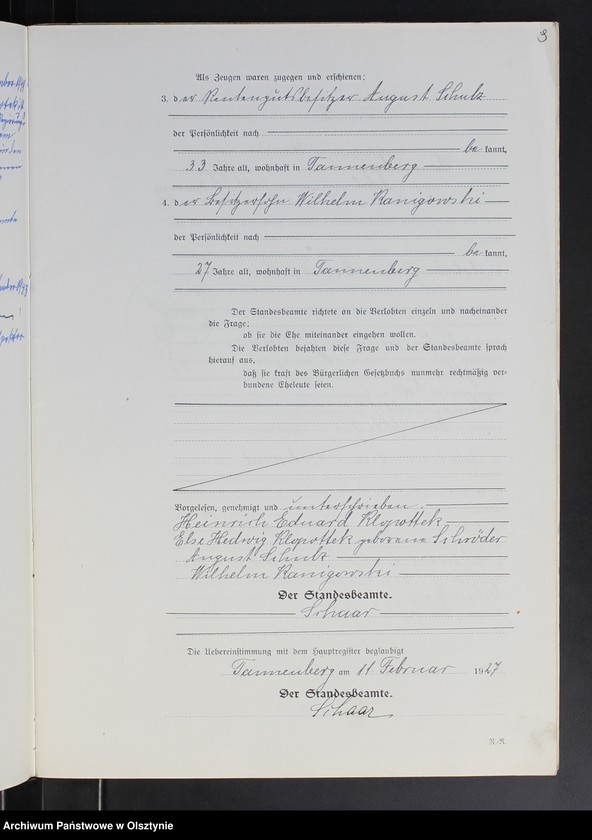 3
Als Zeugen waren zugegen und erschienen:
3. der Rentengutsbesitzer August Schulz
der Persönlichkeit nach
be kannt,
33 Jahre alt, wohnhaft in Tannenberg
4. der Besitzersohn Wilhelm Kanigowski
der Persönlichkeit nach
be kannt,
27 Jahre alt, wohnhaft in Tannenberg
Der Standesbeamte richtete an die Verlobten einzeln und nacheinander
die Frage:
ob sie die Ehe miteinander eingehen wollen.
Die Verlobten bejahten diese Frage und der Standesbeamte sprach
hierauf aus,
daß sie kraft des Bürgerlichen Gesetzbuchs nunmehr rechtmäßig ver-
bundene Eheleute seien.
Vorgelesen, genehmigt und unterschrieben.
Heinrich Eduard Klopottek
Else Hedwig Klopottek geborene Schröder
August Schulz
Wilhelm Kanigowski
Der Standesbeamte.
Schaar
Die Uebereinstimmung mit dem Hauptregister beglaubigt
Tannenberg am 11 Februar 1927
Der Standesbeamte.
Schaar
Archiwum Państwowe w Olsztynie